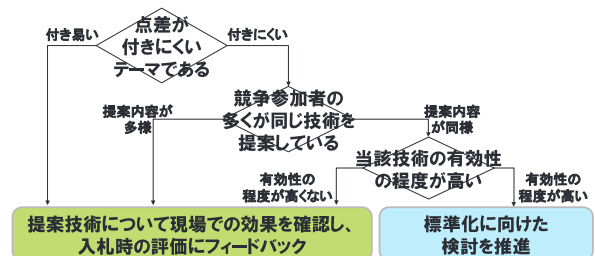 点差が
付きにくい
テーマである
付き易い
付きにくい
競争参加者の
多くが同じ技術を
提案している
提案内容が
多様
提案内容
が同様
当該技術の有効性
の程度が高い
有効性の
程度が高くない
有効性の
程度が高い
提案技術について現場での効果を確認し、
入札時の評価にフィードバック
標準化に向けた
検討を推進